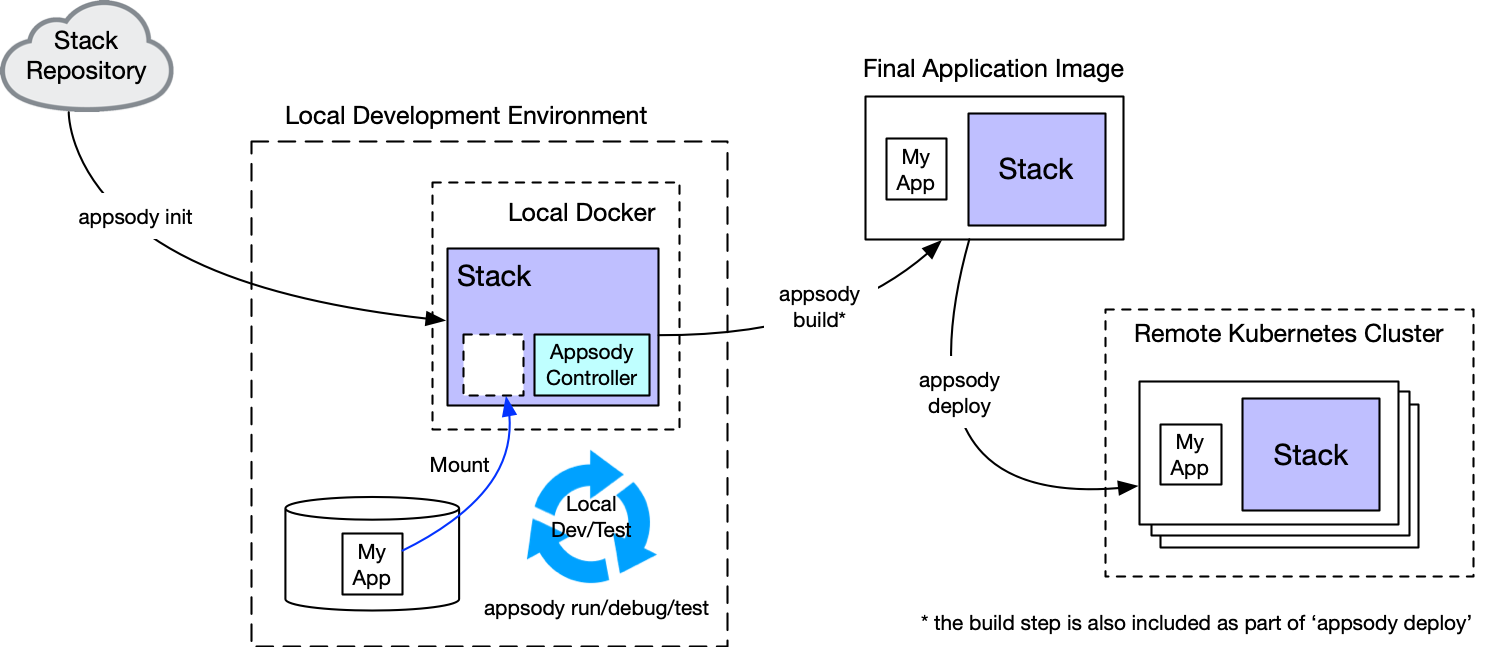 Stack
Repository
appsody init
Local Development Environment
Local Docker
Stack
Appsody
Controller
Mount
My
App
Local
Dev/Test
appsody run/debug/test
appsody
build*
Final Application Image
My
App
Stack
appsody
deploy
Remote Kubernetes Cluster
My
App
Stack
* the build step is also included as part of ‘appsody deploy’